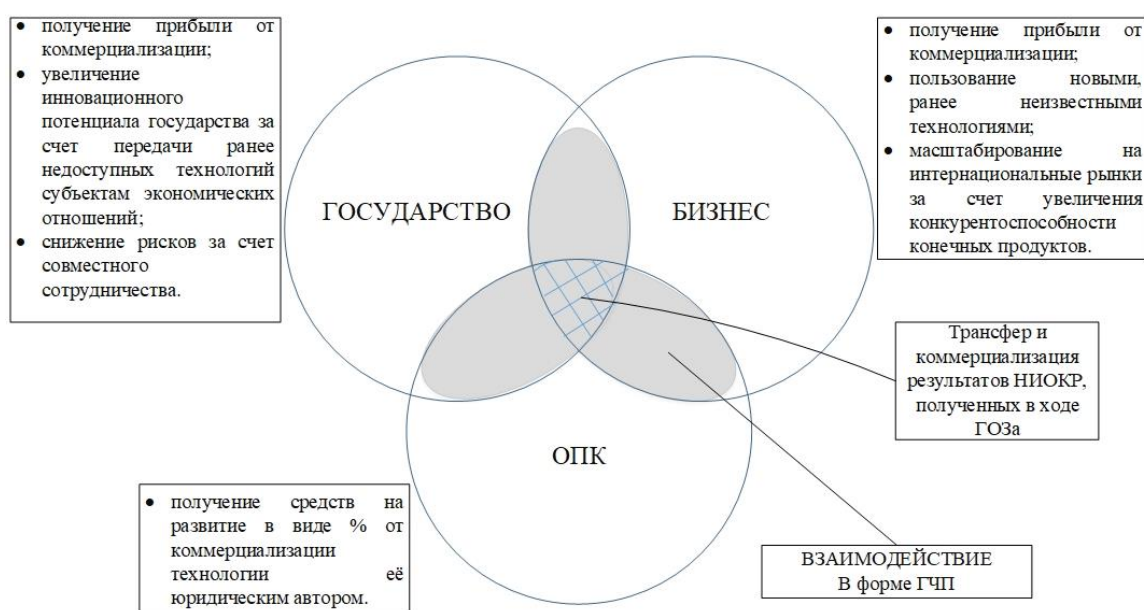 • получение прибыли от
коммерциализации;
• увеличение
инновационного
потенциала государства за
счет передачи ранее
недоступных технологий
субъектам экономических
отношений;
• снижение рисков за счет
совместного
сотрудничества.
• получение прибыли от
коммерциализации;
• пользование новыми,
ранее неизвестными
технологиями;
• масштабирование на
интернациональные рынки
за счет увеличения
конкурентоспособности
конечных продуктов.
ГОСУДАРСТВО
БИЗНЕС
Трансфер и
коммерциализация
результатов НИОКР,
полученных в ходе
ГОЗа
ОПК
• получение средств на
развитие в виде % от
коммерциализации
технологии её
юридическим автором.
ВЗАИМОДЕЙСТВИЕ
В форме ГЧП